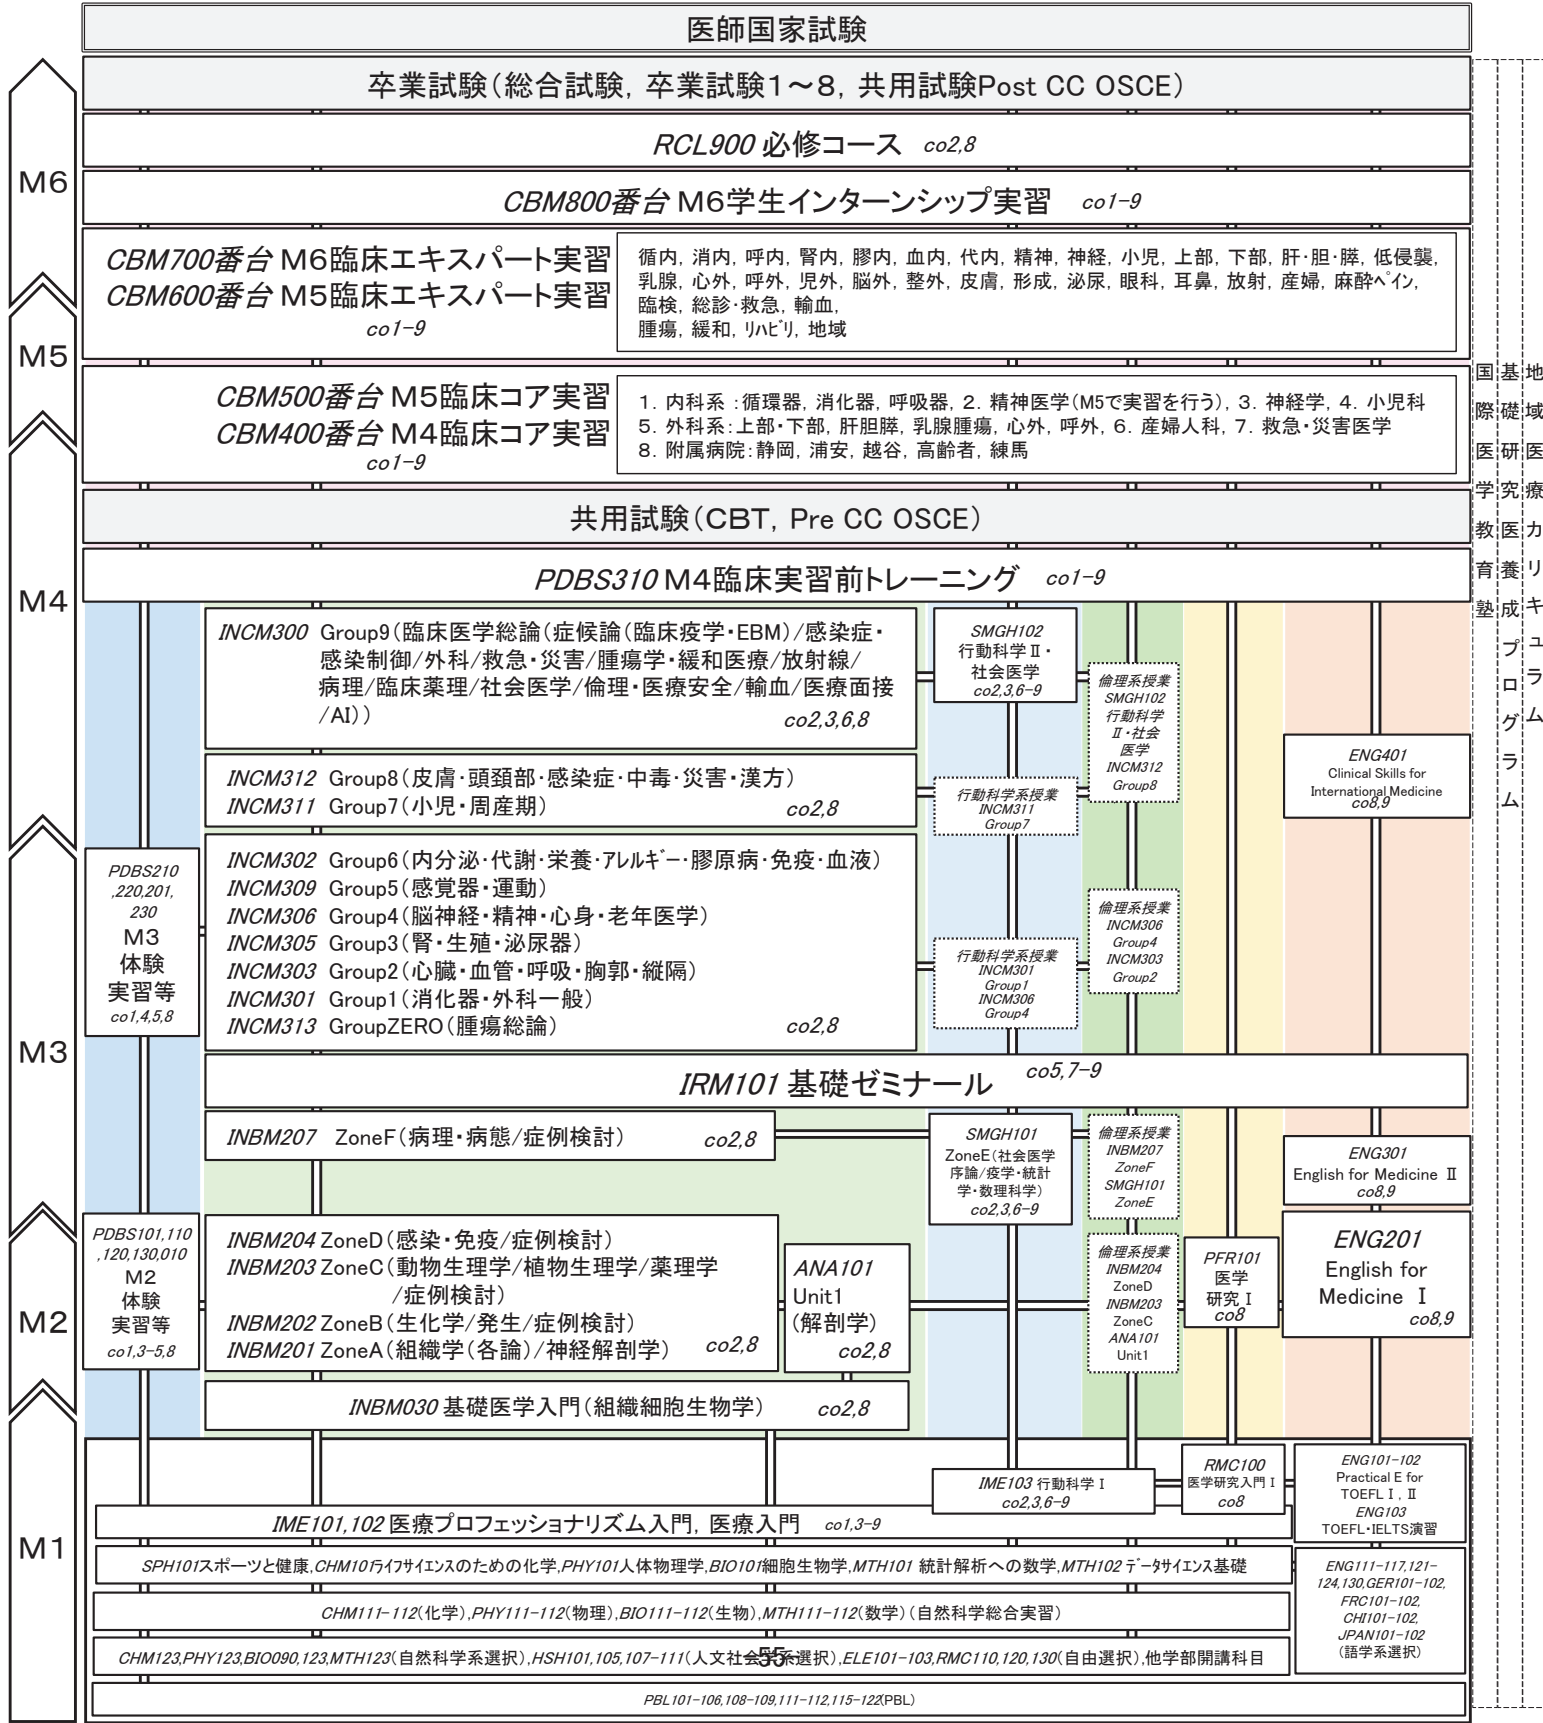 医師国家試験
卒業試験（総合試験，卒業試験１～８，共用試験Post CC OSCE）
RCL900 必修コース co2,8
M6
CBM800番台 M6学生インターンシップ実習 co1-9
CBM700番台 M6臨床エキスパート実習
CBM600番台 M5臨床エキスパート実習
co1-9
循内，消内，呼内，腎内，膠内，血内，代内，精神，神経，小児，上部，下部，肝・胆・膵，低侵襲，
乳腺，心外，呼外，児外，脳外，整外，皮膚，形成，泌尿，眼科，耳鼻，放射，産婦，麻酔ペイン，
臨検，総診・救急，輸血，
腫瘍，緩和，リハビリ，地域
M5
CBM500番台 M5臨床コア実習
CBM400番台 M4臨床コア実習
co1-9
1．内科系：循環器，消化器，呼吸器，2．精神医学（M5で実習を行う），3．神経学，4．小児科
5．外科系：上部・下部，肝胆膵，乳腺腫瘍，心外，呼外，6．産婦人科，7．救急・災害医学
8．附属病院：静岡，浦安，越谷，高齢者，練馬
共用試験（CBT，Pre CC OSCE）
PDBS310 M4臨床実習前トレーニング co1-9
M4
INCM300 Group9（臨床医学総論（症候論（臨床疫学・EBM）/感染症・
感染制御/外科/救急・災害/腫瘍学・緩和医療/放射線/
病理/臨床薬理/社会医学/倫理・医療安全/輸血/医療面接
/AI））
co2,3,6,8
SMGH102
行動科学Ⅱ・
社会医学
co2,3,6-9
倫理系授業
SMGH102
行動科学
Ⅱ・社会
医学
INCM312
Group8
INCM312 Group8（皮膚・頭頸部・感染症・中毒・災害・漢方）
INCM311 Group7（小児・周産期） co2,8
行動科学系授業
INCM311
Group7
ENG401
Clinical Skills for
International Medicine
co8,9
PDBS210
,220,201,
230
M3
体験
実習等
co1,4,5,8
INCM302 Group6（内分泌・代謝・栄養・アレルギー・膠原病・免疫・血液）
INCM309 Group5（感覚器・運動）
INCM306 Group4（脳神経・精神・心身・老年医学）
INCM305 Group3（腎・生殖・泌尿器）
INCM303 Group2（心臓・血管・呼吸・胸郭・縦隔）
INCM301 Group1（消化器・外科一般）
INCM313 GroupZERO（腫瘍総論） co2,8
行動科学系授業
INCM301
Group1
INCM306
Group4
倫理系授業
INCM306
Group4
INCM303
Group2
M3
IRM101 基礎ゼミナール co5,7-9
INBM207 ZoneF（病理・病態/症例検討） co2,8
SMGH101
ZoneE（社会医学
序論/疫学・統計
学・数理科学）
co2,3,6-9
倫理系授業
INBM207
ZoneF
SMGH101
ZoneE
ENG301
English for Medicine Ⅱ
co8,9
PDBS101,110
,120,130,010
M2
体験
実習等
co1,3-5,8
M2
INBM204 ZoneD（感染・免疫/症例検討）
INBM203 ZoneC（動物生理学/植物生理学/薬理学
/症例検討）
INBM202 ZoneB（生化学/発生/症例検討）
INBM201 ZoneA（組織学（各論）/神経解剖学） co2,8
ANA101
Unit1
（解剖学）
co2,8
倫理系授業
INBM204
ZoneD
INBM203
ZoneC
ANA101
Unit1
PFR101
医学
研究Ⅰ
co8
ENG201
English for
Medicine Ⅰ
co8,9
INBM030 基礎医学入門（組織細胞生物学） co2,8
M1
IME103 行動科学Ⅰ
co2,3,6-9
RMC100
医学研究入門Ⅰ
co8
ENG101-102
Practical E for
TOEFLⅠ，Ⅱ
ENG103
TOEFL・IELTS演習
IME101,102 医療プロフェッショナリズム入門，医療入門 co1,3-9
SPH101スポーツと健康,CHM101ライフサイエンスのための化学,PHY101人体物理学,BIO101細胞生物学,MTH101 統計解析への数学,MTH102 データサイエンス基礎
CHM111-112（化学）,PHY111-112（物理）,BIO111-112（生物）,MTH111-112（数学）（自然科学総合実習）
CHM123,PHY123,BIO090,123,MTH123（自然科学系選択）,HSH101,105,107-111（人文社会学系選択）,ELE101-103,RMC110,120,130（自由選択）,他学部開講科目
-55-
ENG111-117,121-
124,130,GER101-102,
FRC101-102,
CHI101-102,
JPAN101-102
（語学系選択）
PBL101-106,108-109,111-112,115-122(PBL)
国際医学教育塾
基礎研究医養成プログラム
地域医療カリキュラム